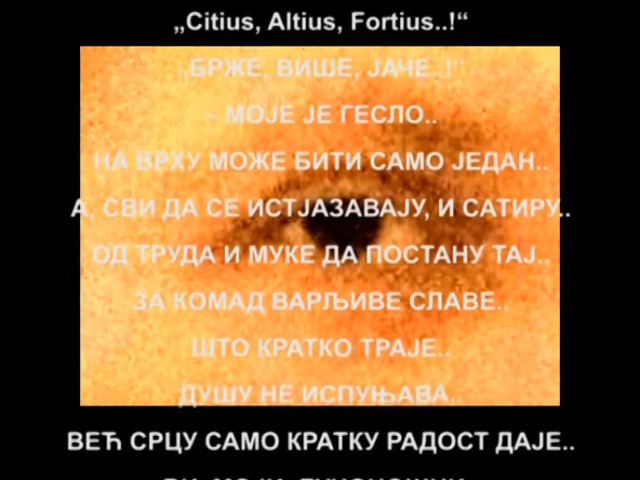 „Citius, Altius, Fortius..!“
„БРЖЕ, ВИШЕ, ЈАЧЕ..!“
– МОЈЕ ЈЕ ГЕСЛО..
НА ВРХУ МОЖЕ БИТИ САМО ЈЕДАН..
А, СВИ ДА СЕ ИСТЈАЗАВАЈУ, И САТИРУ..
ОД ТРУДА И МУКЕ ДА ПОСТАНУ ТАЈ..
ЗА КОМАД ВАРЉИВЕ СЛАВЕ..
ШТО КРАТКО ТРАЈЕ..
ДУШУ НЕ ИСПУЊАВА..
ВЕЋ СРЦУ САМО КРАТКУ РАДОСТ ДАЈЕ..